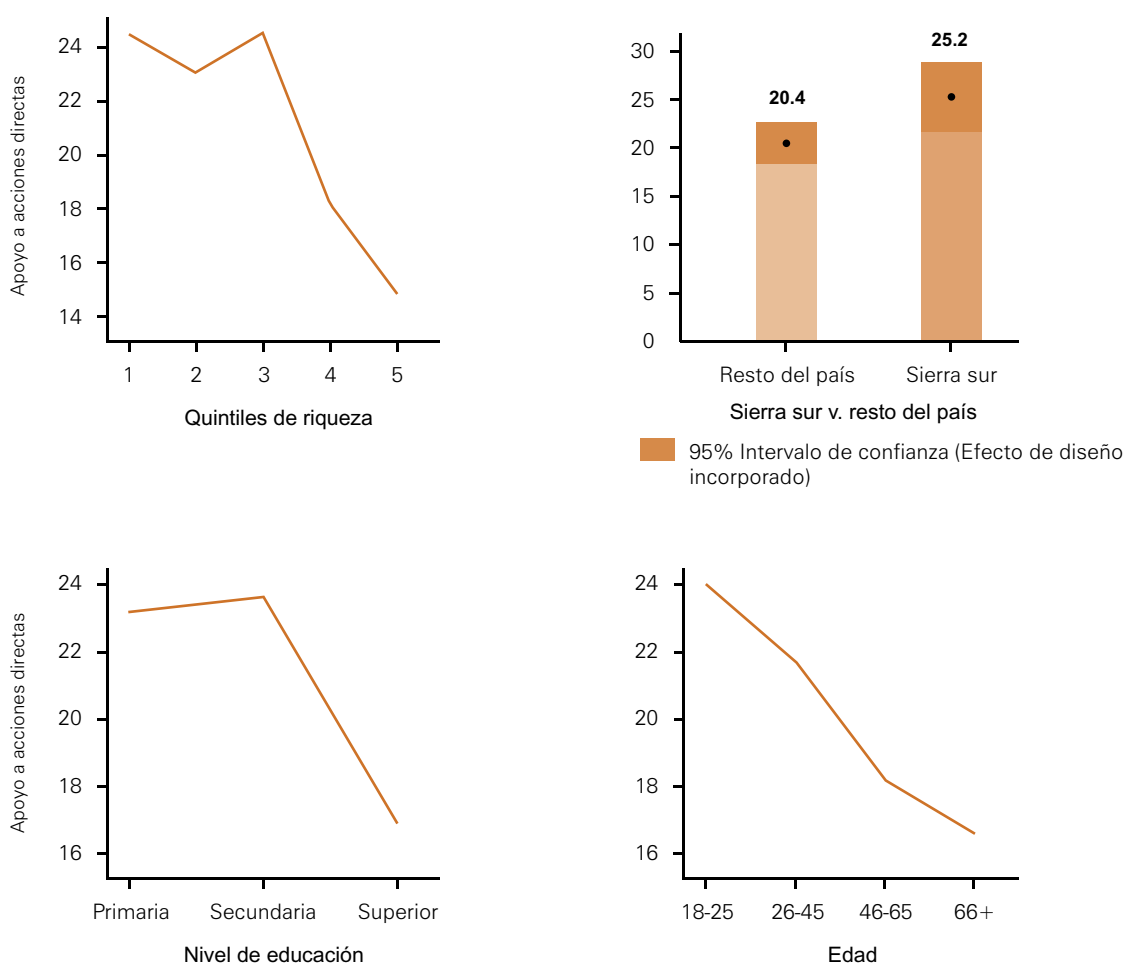 Apoyo a acciones directas
24
22
20
18
16
14
1 2 3 4 5
Quintiles de riqueza
30
25
20
15
10
5
0
20.4
25.2
Resto del país Sierra sur
Sierra sur v. resto del país
95% Intervalo de confianza (Efecto de diseño
incorporado)
Apoyo a acciones directas
24
22
20
18
16
Primaria Secundaria Superior
Nivel de educación
24
22
20
18
16
18-25 26-45 46-65 66+
Edad